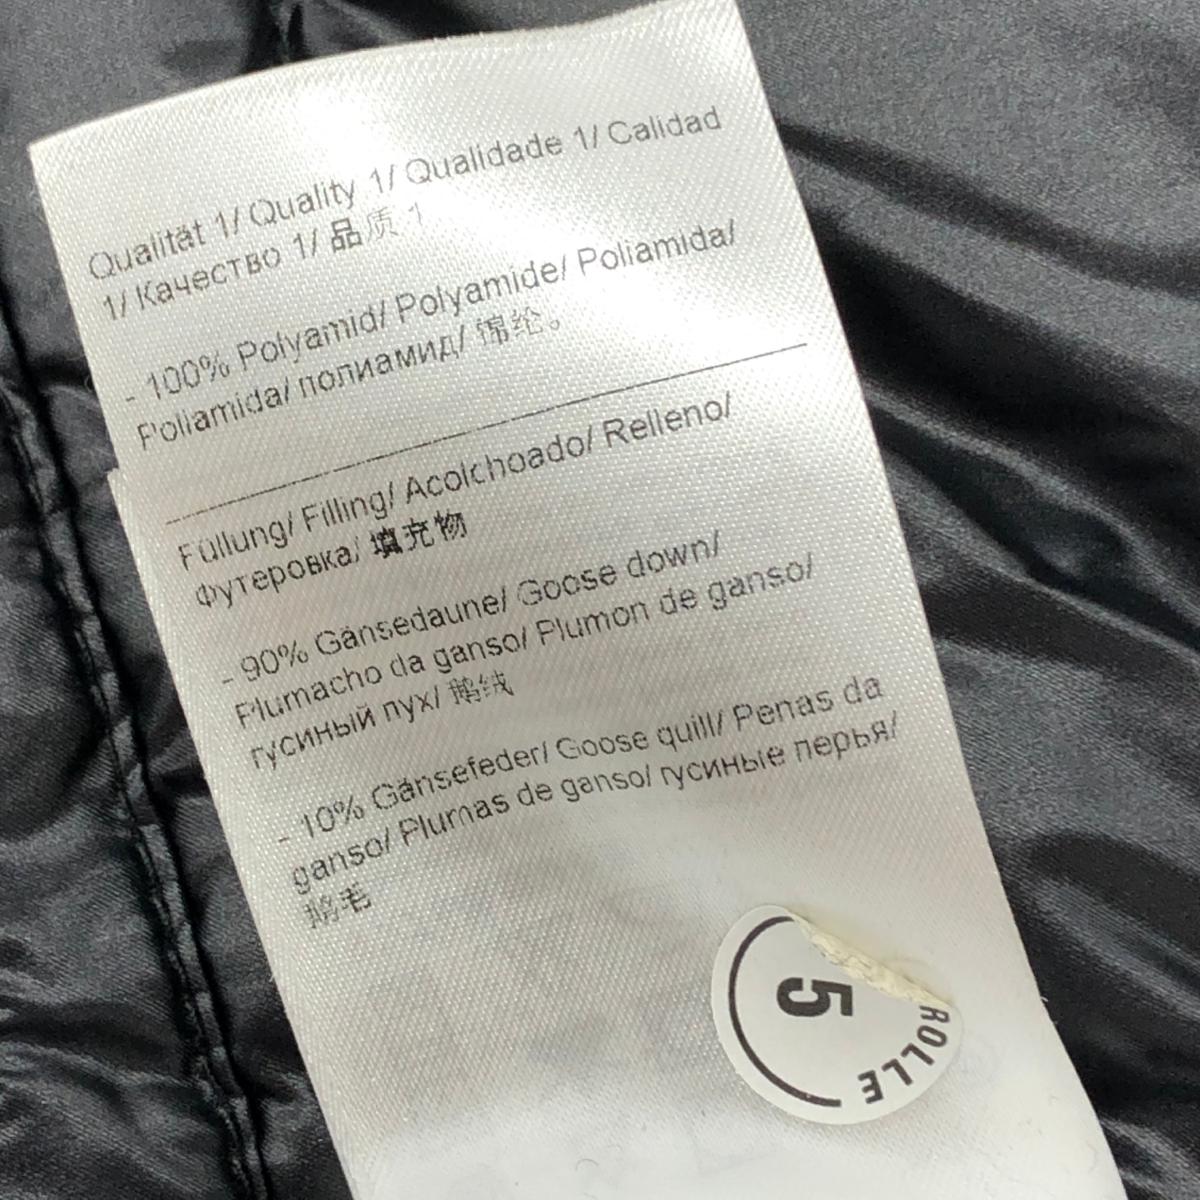 Qualität 1/ Quality 1/ Qualidade 1/ Calidad
1/ Качество 1/ 品质 1
- 100% Polyamid/ Polyamide/ Poliamida/
Poliamida/ полиамид/ 锦纶。
Füllung/ Filling/ Acolchoado/ Relleno/
Футеровка/ 填充物
- 90% Gänsedaune/ Goose down/
Plumacho da ganso/ Plumon de ganso/
гусиный пух/ 鹅绒
- 10% Gänsefeder/ Goose quill/ Penas da
ganso/ Plumas de ganso/ гусиные перья/
鹅毛
5
ROLLE